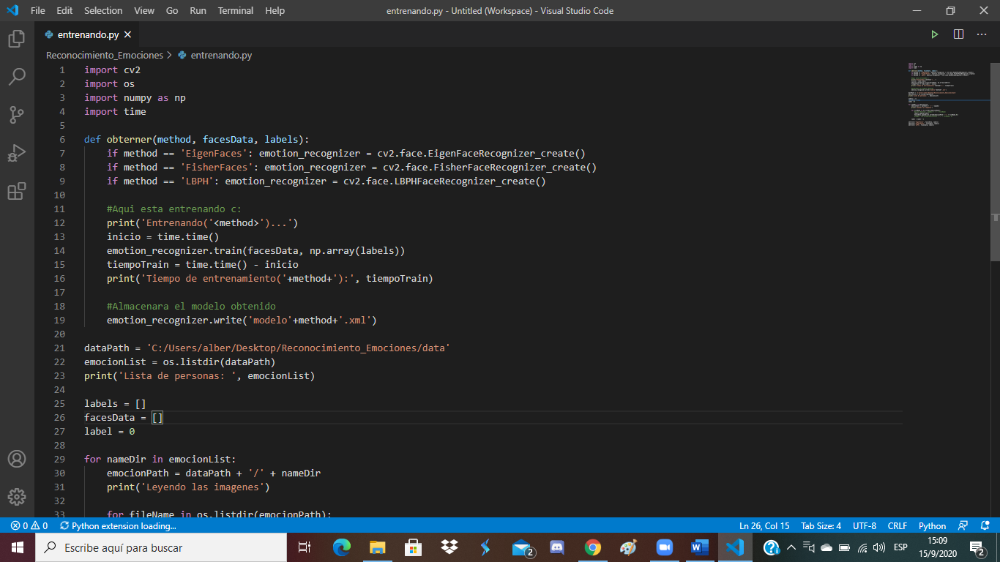 File Edit Selection View Go Run Terminal Help
entrenando.py - Untitled (Workspace) - Visual Studio Code
entrenando.py
Reconocimiento_Emociones > entrenando.py
1 import cv2
2 import os
3 import numpy as np
4 import time
5
6 def obterner(method, facesData, labels):
7 if method == 'EigenFaces': emotion_recognizer = cv2.face.EigenFaceRecognizer_create()
8 if method == 'FisherFaces': emotion_recognizer = cv2.face.FisherFaceRecognizer_create()
9 if method == 'LBPH': emotion_recognizer = cv2.face.LBPHFaceRecognizer_create()
10
11 #Aqui esta entrenando c:
12 print('Entrenando('<method>')...')
13 inicio = time.time()
14 emotion_recognizer.train(facesData, np.array(labels))
15 tiempoTrain = time.time() - inicio
16 print('Tiempo de entrenamiento('+method+'):', tiempoTrain)
17
18 #Almacenara el modelo obtenido
19 emotion_recognizer.write('modelo'+method+'.xml')
20
21 dataPath = 'C:/Users/alber/Desktop/Reconocimiento_Emociones/data'
22 emocionList = os.listdir(dataPath)
23 print('Lista de personas: ', emocionList)
24
25 labels = []
26 facesData = []
27 label = 0
28
29 for nameDir in emocionList:
30 emocionPath = dataPath + '/' + nameDir
31 print('Leyendo las imagenes')
32
33 for fileName in os.listdir(emocionPath):
0 0 Python extension loading... Ln 26, Col 15 Tab Size: 4 UTF-8 CRLF Python
Escribe aquí para buscar
2
ESP
15:09
15/9/2020
2